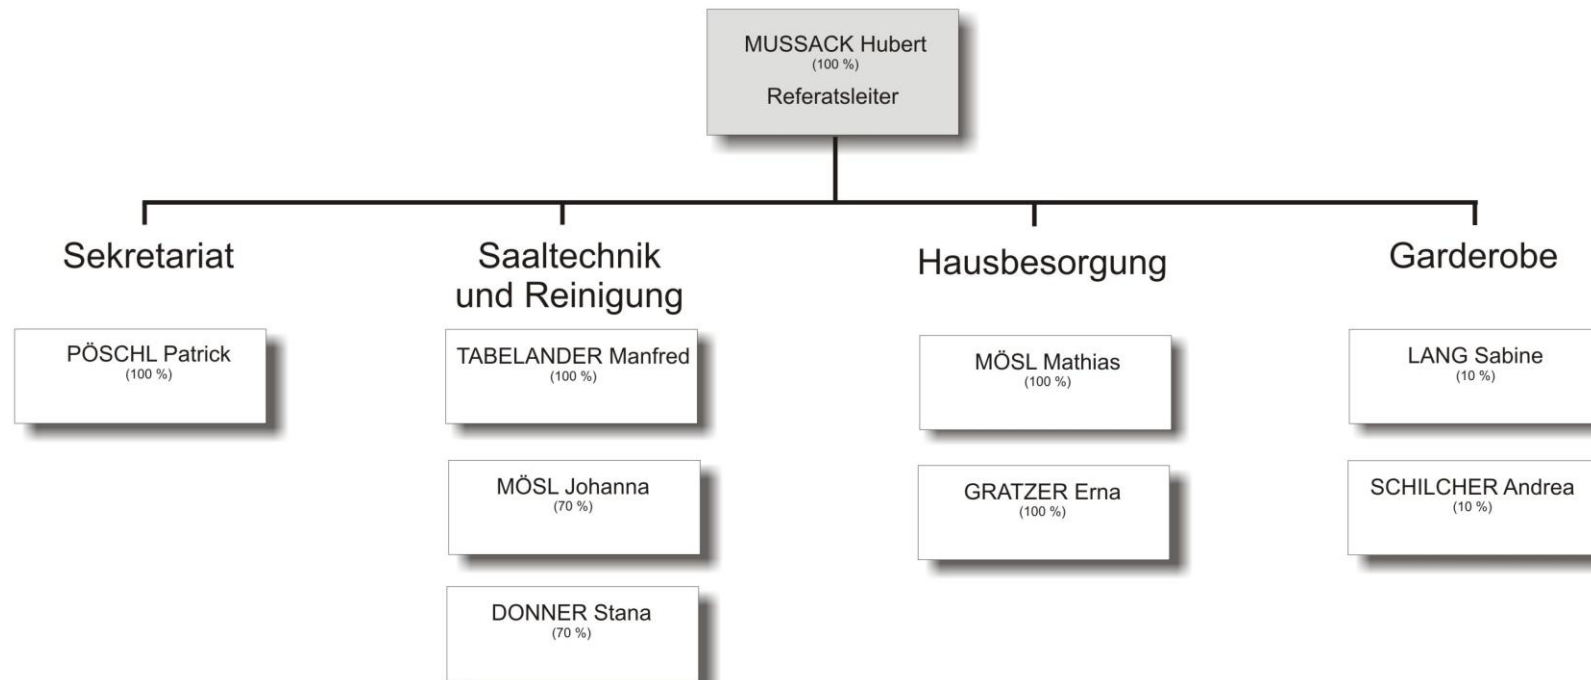 MUSSACK Hubert
(100 %)
Referatsleiter
Sekretariat
PÖSCHL Patrick
(100 %)
Saaltechnik
und Reinigung
TABELANDER Manfred
(100 %)
MÖSL Johanna
(70 %)
DONNER Stana
(70 %)
Hausbesorgung
MÖSL Mathias
(100 %)
GRATZER Erna
(100 %)
Garderobe
LANG Sabine
(10 %)
SCHILCHER Andrea
(10 %)